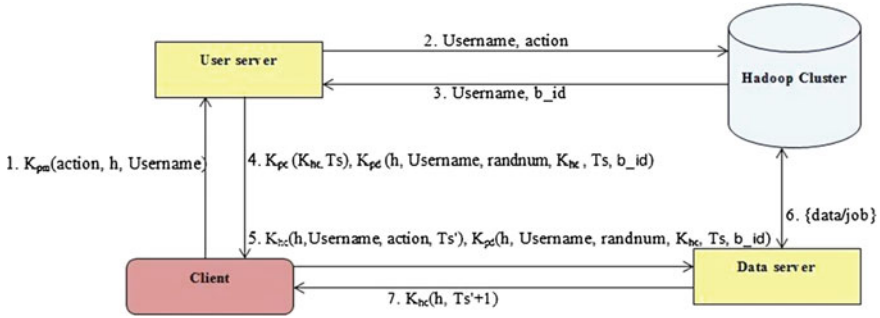 2. Username, action
User server
Hadoop Cluster
3. Username, b_id
1. Kpm(action, h, Username)
4. Kpc (Khc, Ts), Kpd (h, Username, randnum, Khc , Ts, b_id)
6. {data/job}
5. Khc(h,Username, action, Ts'), Kpd(h, Username, randnum, Khc, Ts, b_id)
Client
Data server
7. Khc(h, Ts'+1)